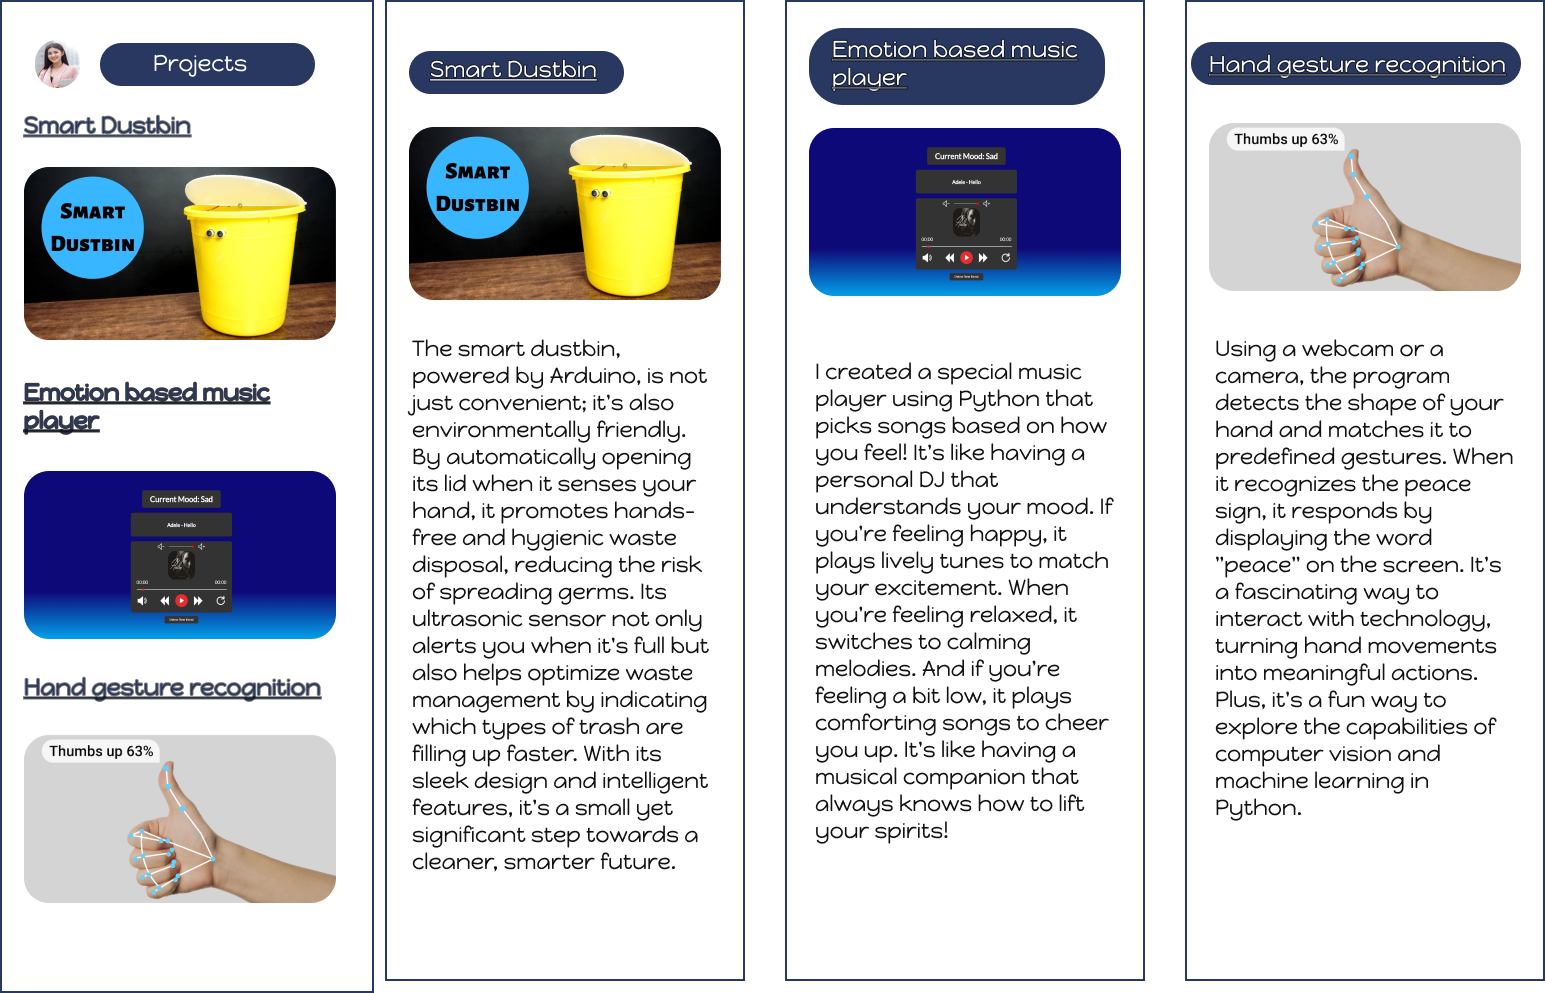 Projects
Smart Dustbin
SMART
DUSTBIN
Emotion based music
player
Current Mood: Sad
Adele - Hello
00:00 00:00
Hand gesture recognition
Thumbs up 63%
Smart Dustbin
SMART
DUSTBIN
The smart dustbin,
powered by Arduino, is not
just convenient; it's also
environmentally friendly.
By automatically opening
its lid when it senses your
hand, it promotes hands-
free and hygienic waste
disposal, reducing the risk
of spreading germs. Its
ultrasonic sensor not only
alerts you when it's full but
also helps optimize waste
management by indicating
which types of trash are
filling up faster. With its
sleek design and intelligent
features, it's a small yet
significant step towards a
cleaner, smarter future.
Emotion based music
player
Current Mood: Sad
Adele - Hello
00:00 00:00
I created a special music
player using Python that
picks songs based on how
you feel! It's like having a
personal DJ that
understands your mood. If
you're feeling happy, it
plays lively tunes to match
your excitement. When
you're feeling relaxed, it
switches to calming
melodies. And if you're
feeling a bit low, it plays
comforting songs to cheer
you up. It's like having a
musical companion that
always knows how to lift
your spirits!
Hand gesture recognition
Thumbs up 63%
Using a webcam or a
camera, the program
detects the shape of your
hand and matches it to
predefined gestures. When
it recognizes the peace
sign, it responds by
displaying the word
"peace" on the screen. It's
a fascinating way to
interact with technology,
turning hand movements
into meaningful actions.
Plus, it's a fun way to
explore the capabilities of
computer vision and
machine learning in
Python.